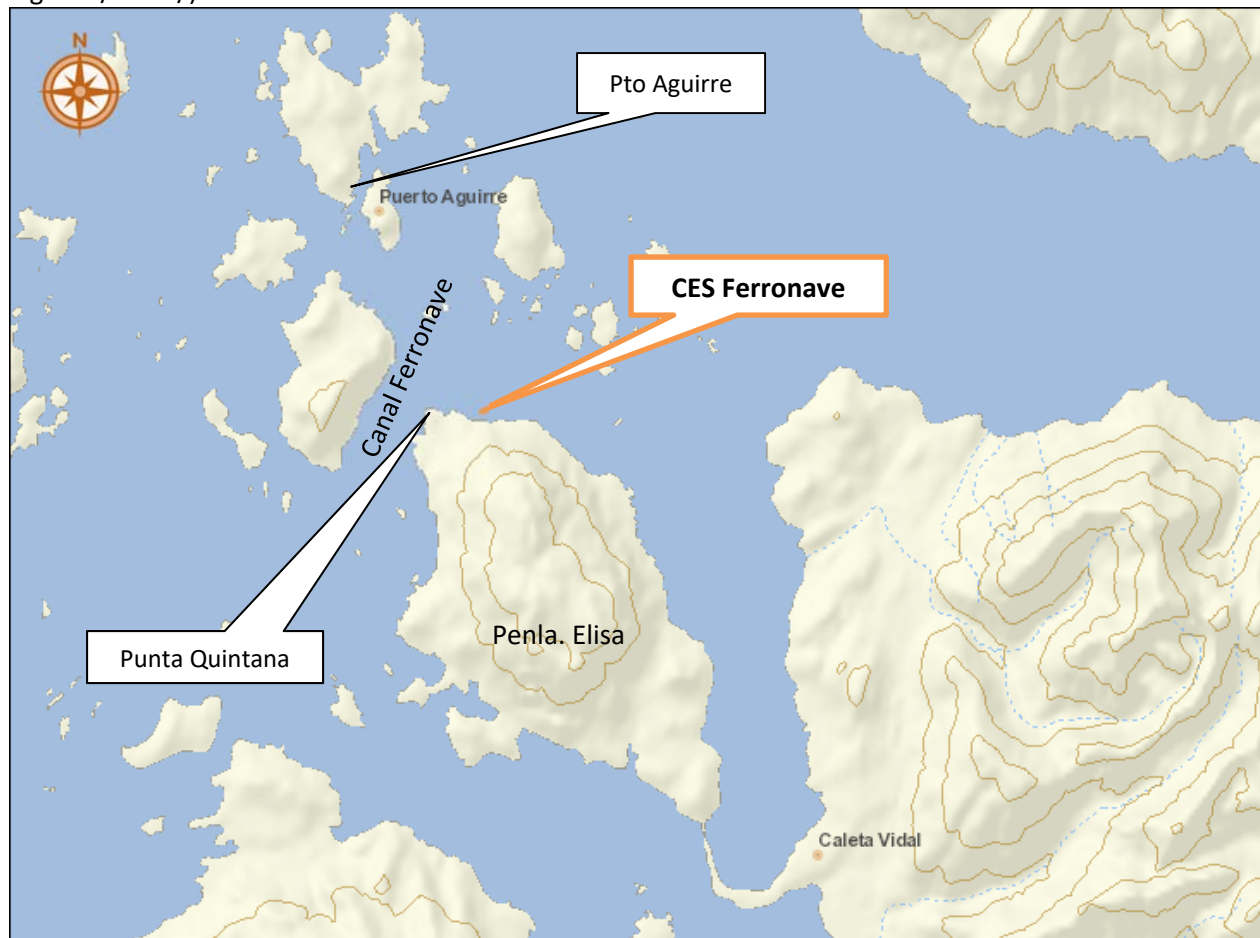 N
Pto Aguirre
Puerto Aguirre
CES Ferronave
Canal Ferronave
Penla. Elisa
Punta Quintana
Caleta Vidal